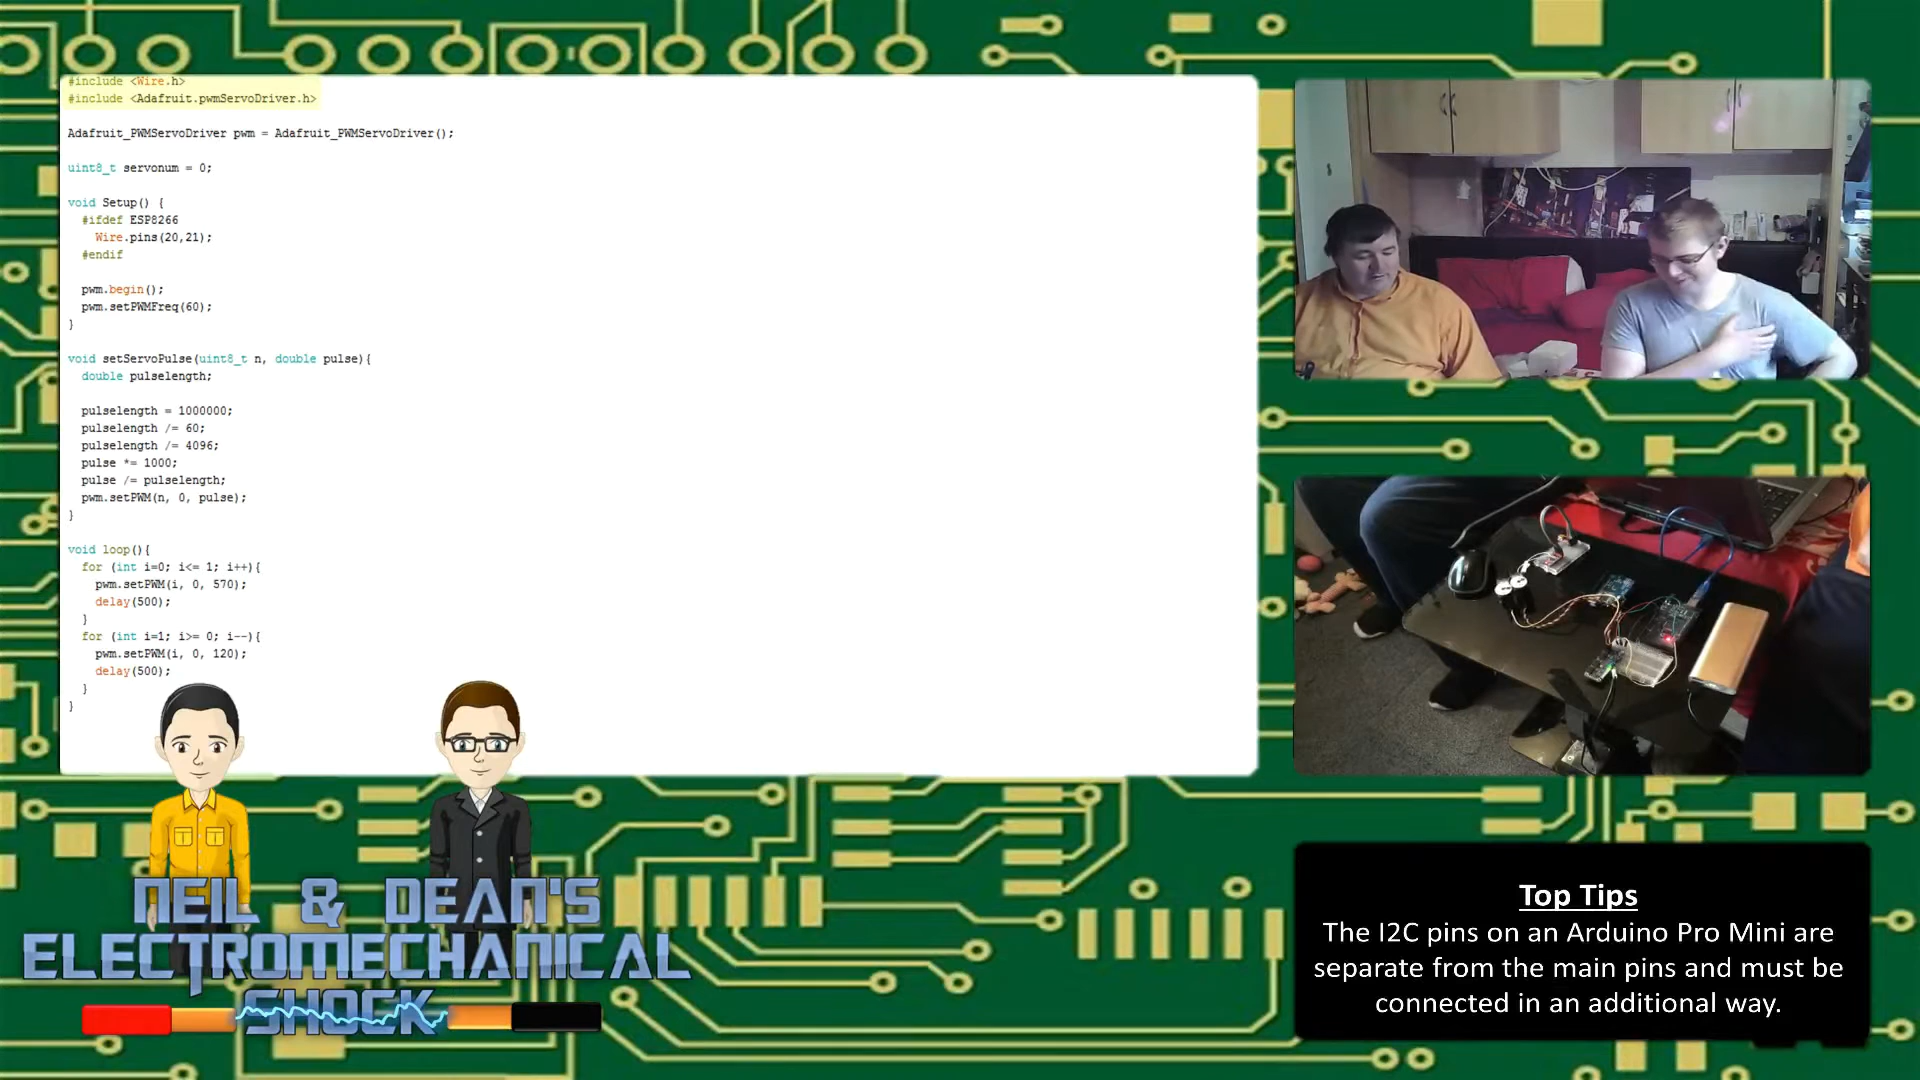 #include <Wire.h>
#include <Adafruit.pwmServoDriver.h>
Adafruit_PWMServoDriver pwm = Adafruit_PWMServoDriver();
uint8_t servonum = 0;
void Setup() {
#ifdef ESP8266
Wire.pins(20,21);
#endif
pwm.begin();
pwm.setPWMFreq(60);
}
void setServoPulse(uint8_t n, double pulse){
double pulselength;
pulselength = 1000000;
pulselength /= 60;
pulselength /= 4096;
pulse *= 1000;
pulse /= pulselength;
pwm.setPWM(n, 0, pulse);
}
void loop(){
for (int i=0; i<= 1; i++){
pwm.setPWM(i, 0, 570);
delay(500);
}
for (int i=1; i>= 0; i--){
pwm.setPWM(i, 0, 120);
delay(500);
}
}
NEIL & DEAN'S
ELECTROMECHANICAL
SHOCK
Top Tips
The I2C pins on an Arduino Pro Mini are
separate from the main pins and must be
connected in an additional way.